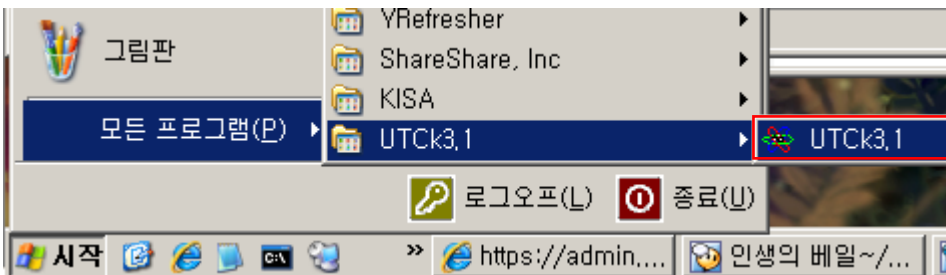 YRefresher
그림판
ShareShare, Inc
KISA
모든 프로그램(P)
UTCk3,1
UTCk3,1
로그오프(L)
종료(U)
시작
C:\
»
https://admin,...
인생의 베일~/...